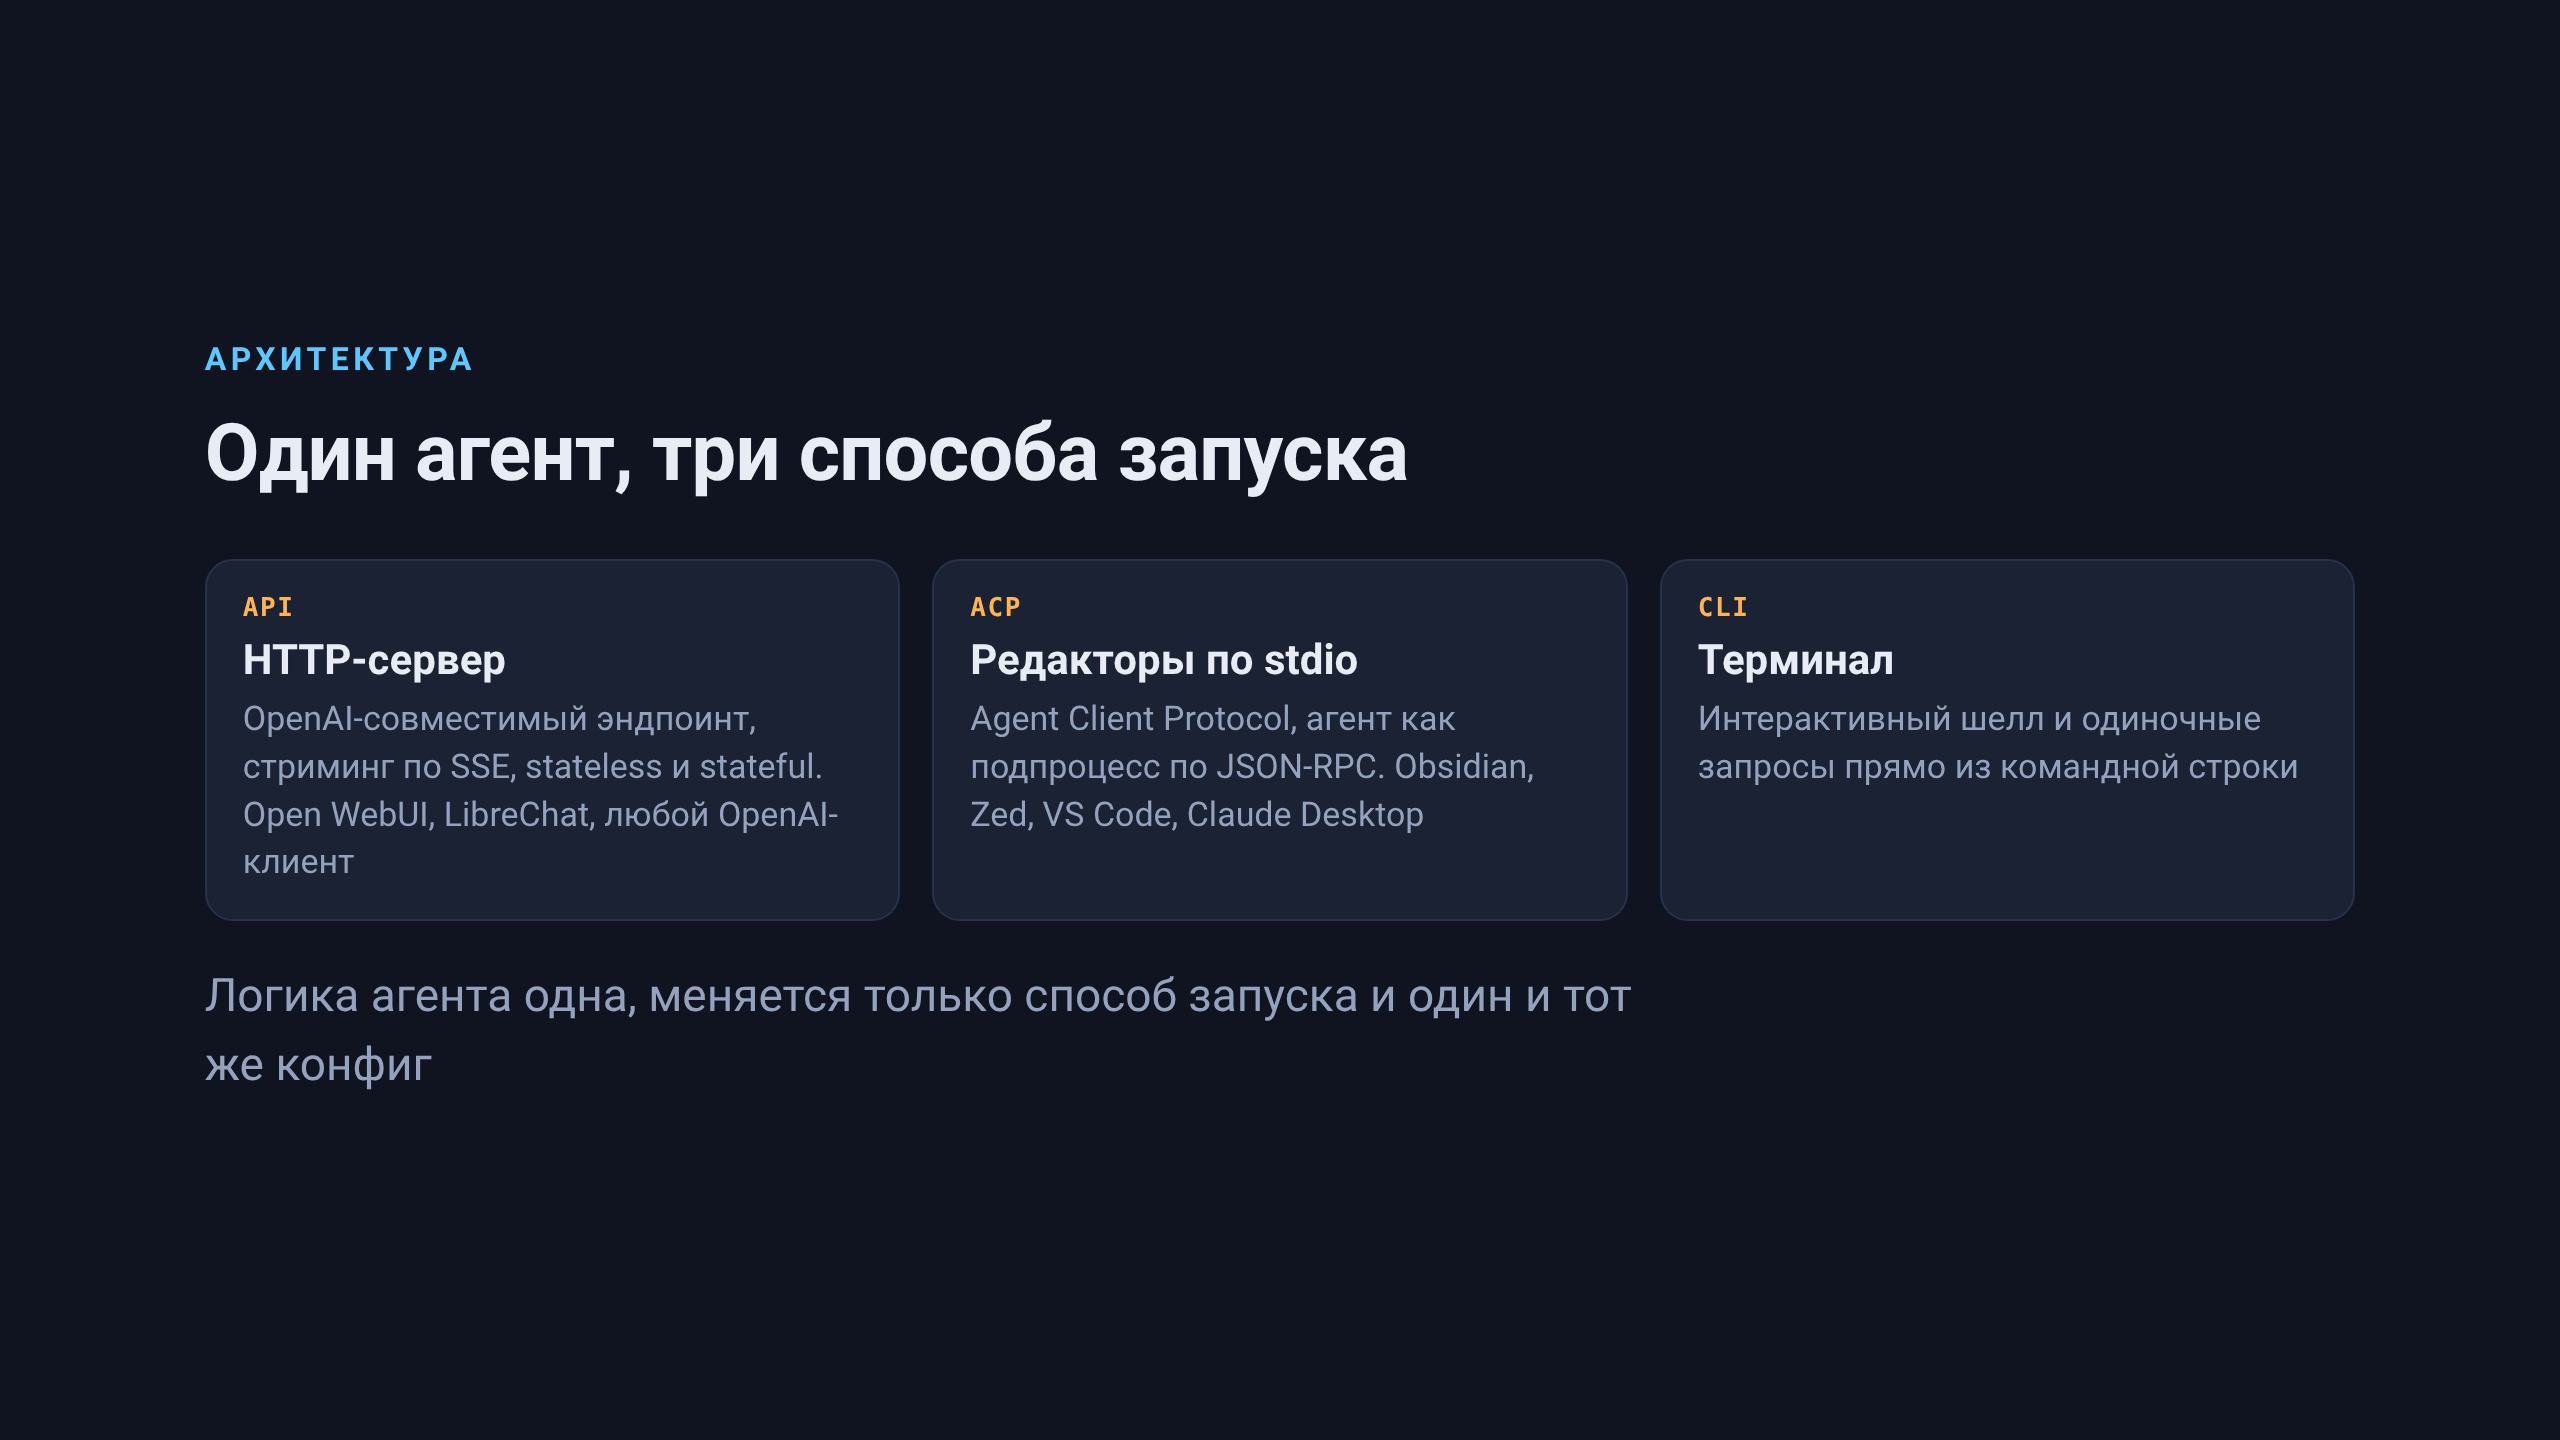 АРХИТЕКТУРА
Один агент, три способа запуска
API
HTTP-сервер
OpenAI-совместимый эндпоинт,
стриминг по SSE, stateless и stateful.
Open WebUI, LibreChat, любой OpenAI-
клиент
ACP
Редакторы по stdio
Agent Client Protocol, агент как
подпроцесс по JSON-RPC. Obsidian,
Zed, VS Code, Claude Desktop
CLI
Терминал
Интерактивный шелл и одиночные
запросы прямо из командной строки
Логика агента одна, меняется только способ запуска и один и тот
же конфиг